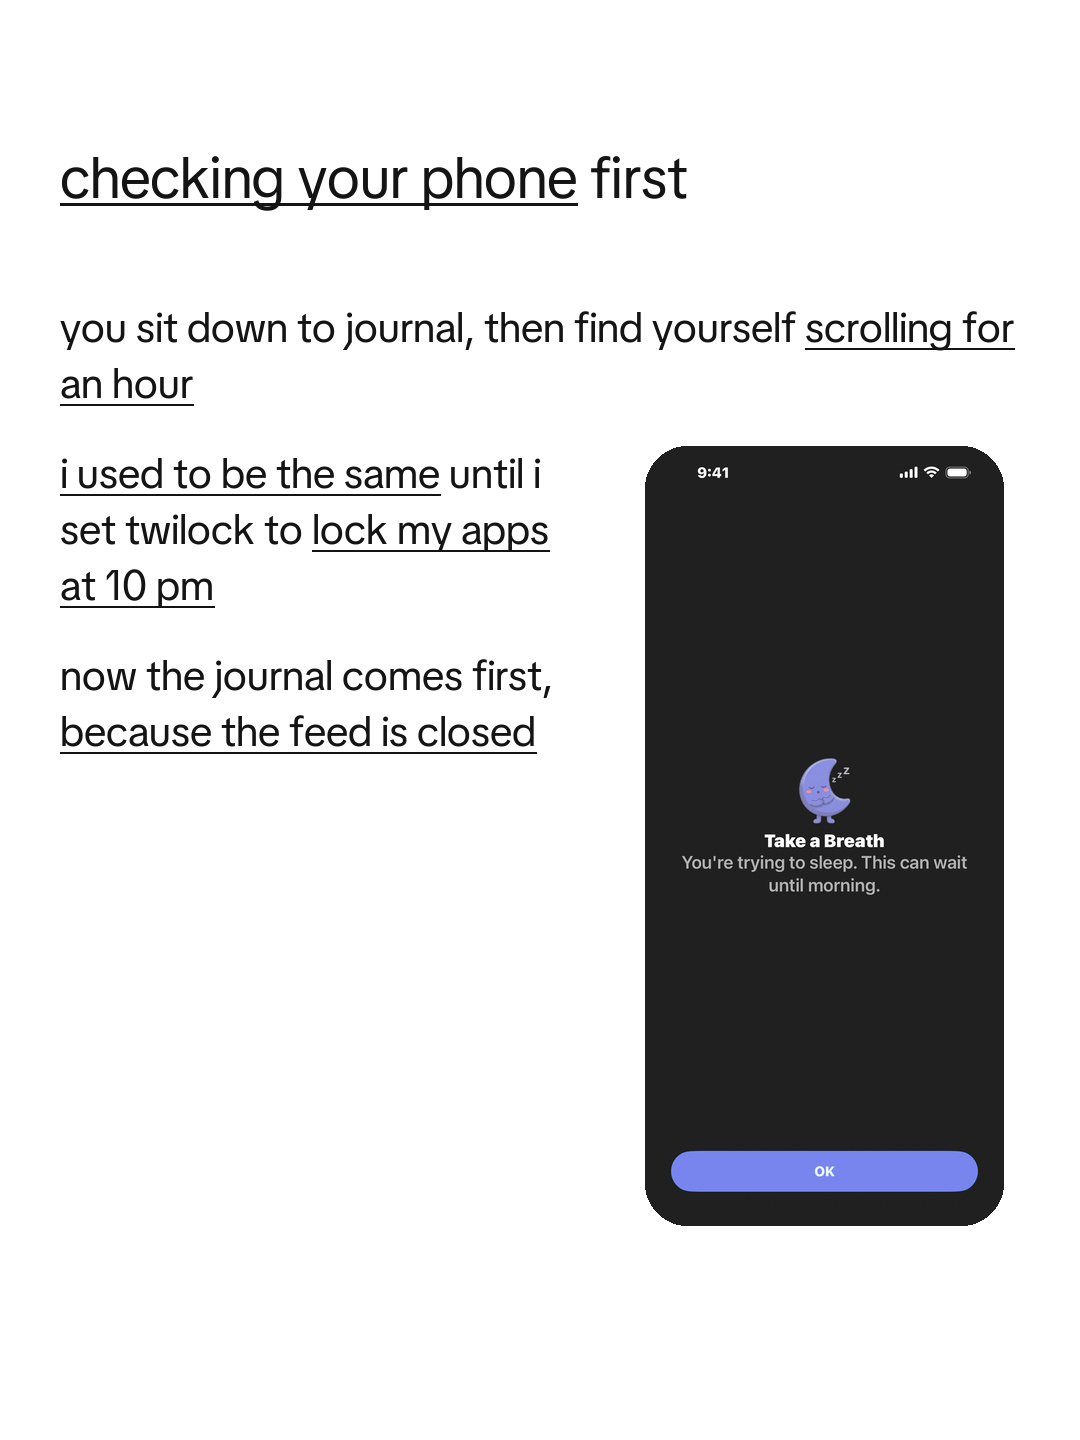 checking your phone first
you sit down to journal, then find yourself scrolling for
an hour
i used to be the same until i
set twilock to lock my apps
at 10 pm
now the journal comes first,
because the feed is closed
9:41
z z z
Take a Breath
You're trying to sleep. This can wait
until morning.
OK